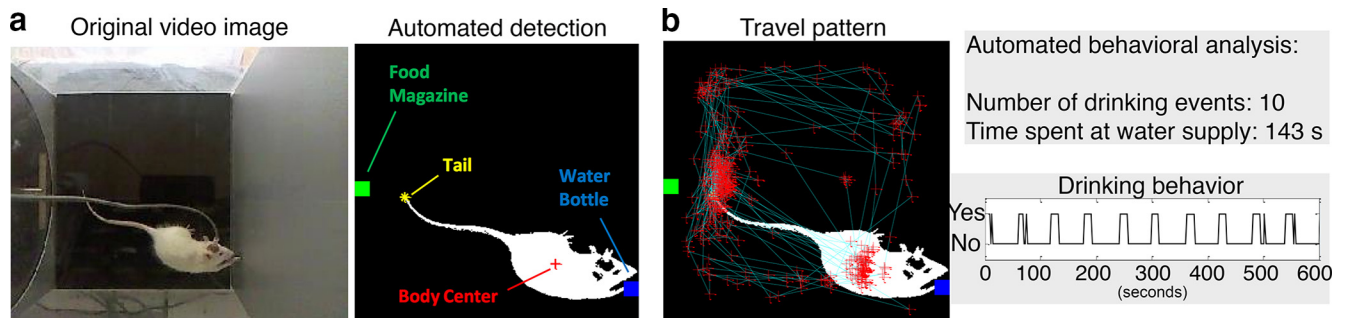 a
Original video image
Automated detection
Food
Magazine
Tail
Water
Bottle
Body Center
b
Travel pattern
Automated behavioral analysis:
Number of drinking events: 10
Time spent at water supply: 143 s
Drinking behavior
Yes
No
0 100 200 300 400 500 600
(seconds)